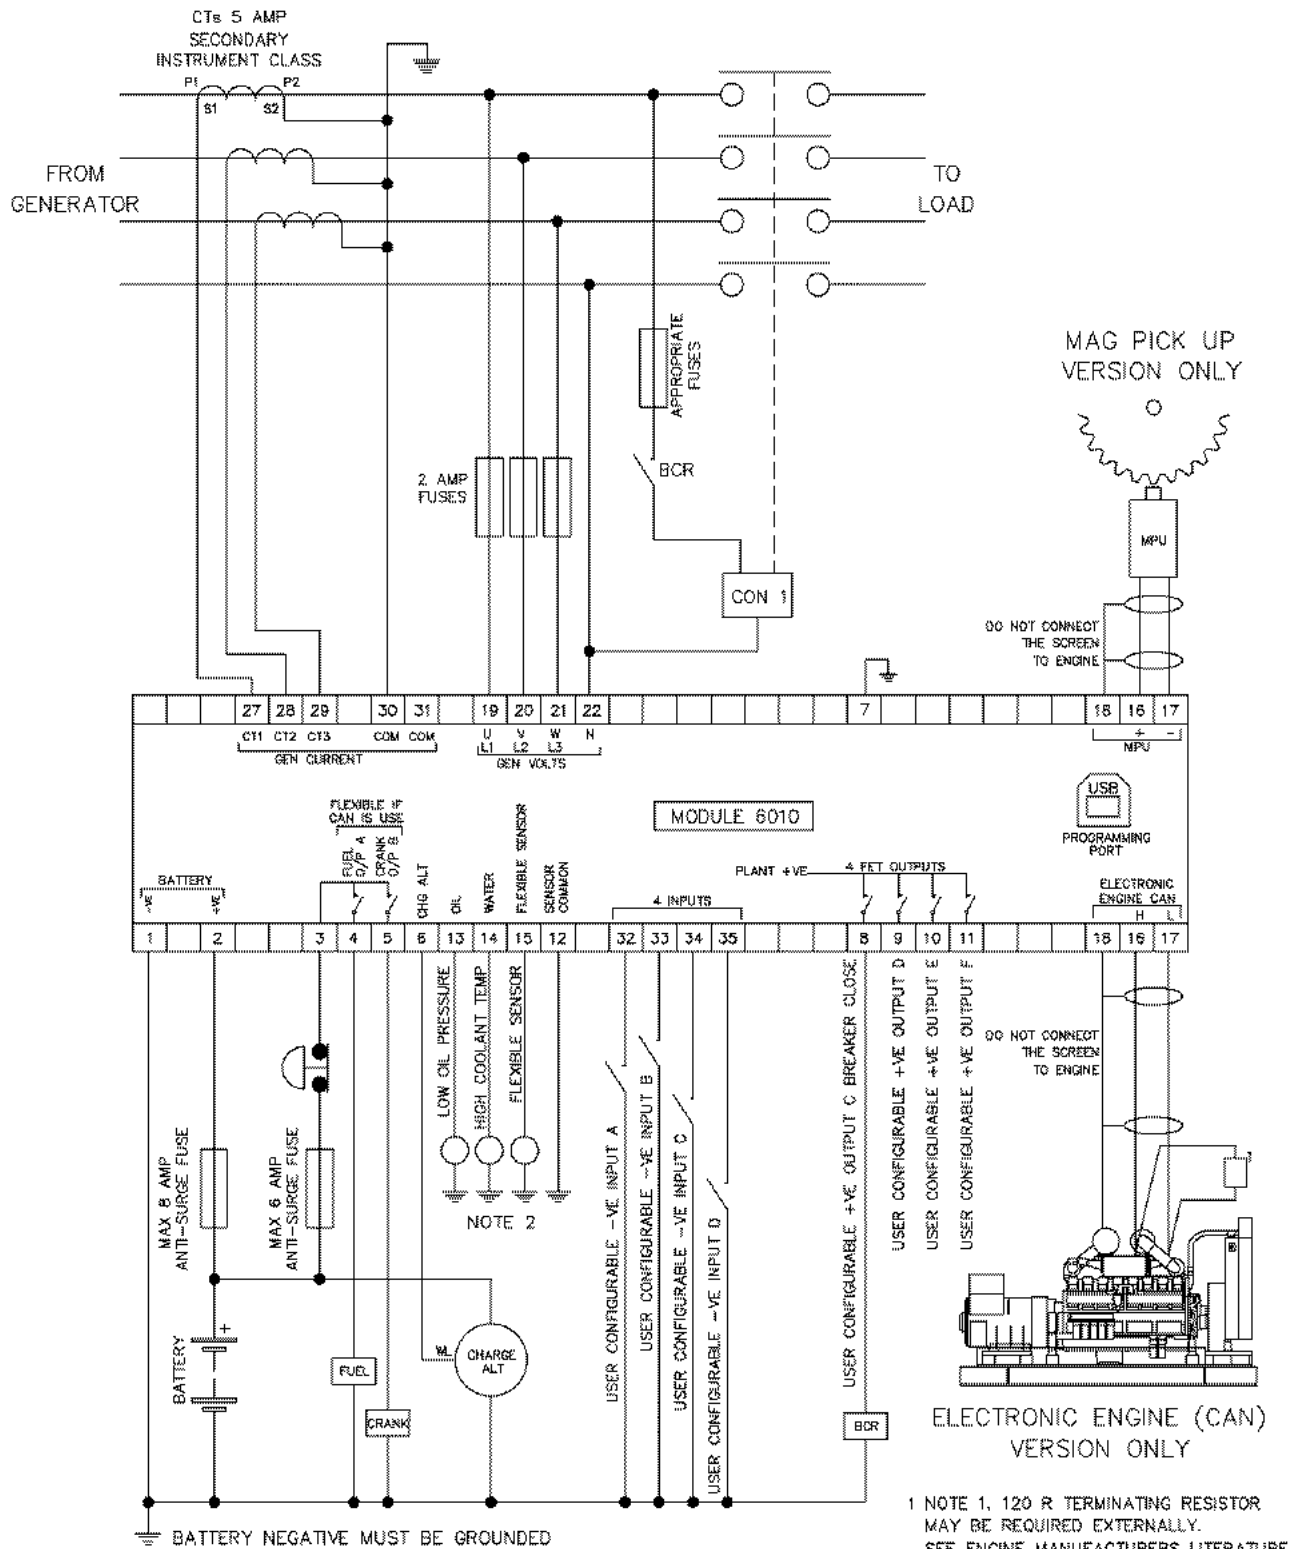 CTs 5 AMP
SECONDARY
INSTRUMENT CLASS
P1
P2
S1
S2
FROM
GENERATOR
TO
LOAD
APPROPRIATE
FUSES
BCR
2 AMP
FUSES
CON 1
MAG PICK UP
VERSION ONLY
MPU
DO NOT CONNECT
THE SCREEN
TO ENGINE
27 28 29 30 31 19 20 21 22 7 18 16 17
CT1 CT2 CT3 COM COM U V W N + -
L1 L2 L3
GEN CURRENT
GEN VOLTS
MPU
USB
PROGRAMMING
PORT
MODULE 6010
FLEXIBLE IF
CAN IS USE
FUEL
O/P A
CRANK
O/P B
BATTERY
-VE
+VE
CHG ALT
OIL
WATER
FLEXIBLE SENSOR
SENSOR
COMMON
4 INPUTS
PLANT +VE
4 FET OUTPUTS
ELECTRONIC
ENGINE CAN
H L
1 2 3 4 5 6 13 14 15 12 32 33 34 35 8 9 10 11 18 16 17
LOW OIL PRESSURE
HIGH COOLANT TEMP
FLEXIBLE SENSOR
NOTE 2
MAX 8 AMP
ANTI-SURGE FUSE
MAX 6 AMP
ANTI-SURGE FUSE
+
BATTERY
FUEL
CRANK
WL
CHARGE
ALT
USER CONFIGURABLE -VE INPUT A
USER CONFIGURABLE -VE INPUT B
USER CONFIGURABLE -VE INPUT C
USER CONFIGURABLE -VE INPUT D
USER CONFIGURABLE +VE OUTPUT C BREAKER CLOSE
USER CONFIGURABLE +VE OUTPUT D
USER CONFIGURABLE +VE OUTPUT E
USER CONFIGURABLE +VE OUTPUT F
BCR
DO NOT CONNECT
THE SCREEN
TO ENGINE
ELECTRONIC ENGINE (CAN)
VERSION ONLY
BATTERY NEGATIVE MUST BE GROUNDED
1 NOTE 1. 120 R TERMINATING RESISTOR
MAY BE REQUIRED EXTERNALLY.
SEE ENGINE MANUFACTURERS LITERATURE